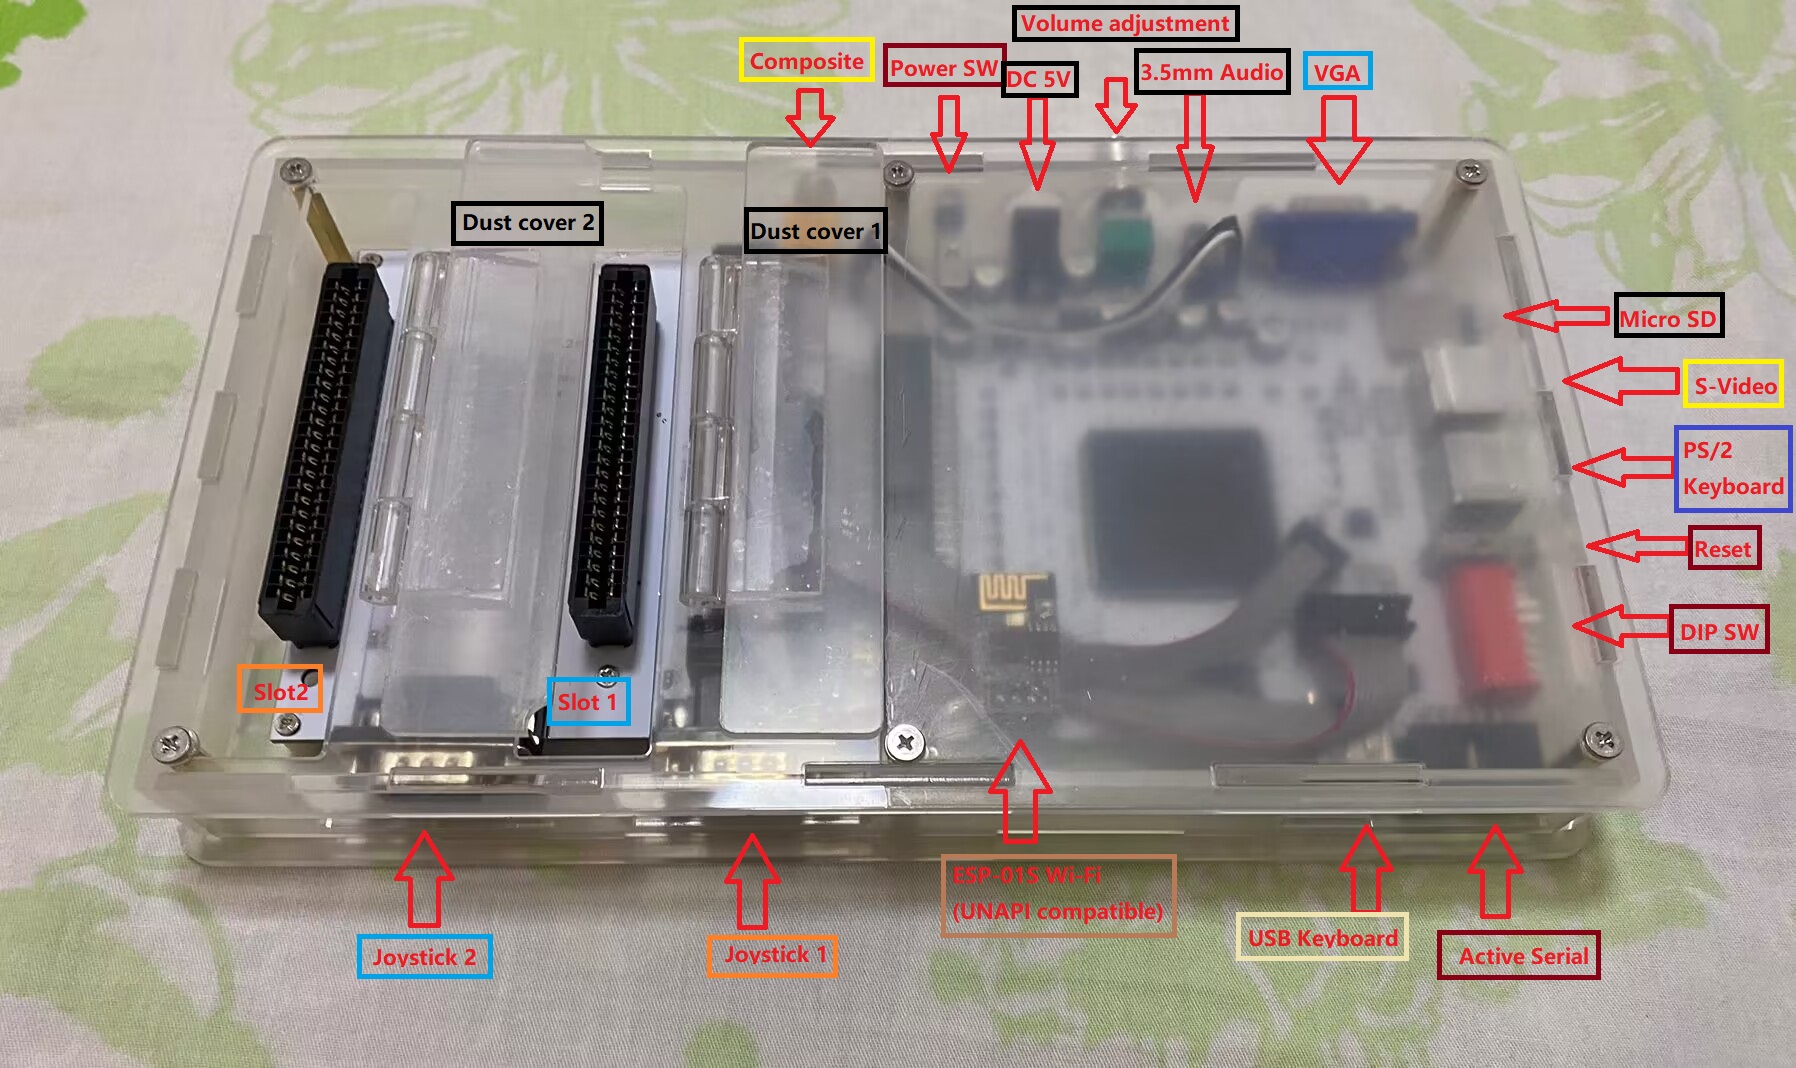 Volume adjustment
Composite
Power SW
DC 5V
3.5mm Audio
VGA
Dust cover 2
Dust cover 1
Micro SD
S-Video
PS/2
Keyboard
Reset
DIP SW
Slot2
Slot 1
ESP-01S Wi-Fi
(UNAPI compatible)
USB Keyboard
Joystick 2
Joystick 1
Active Serial